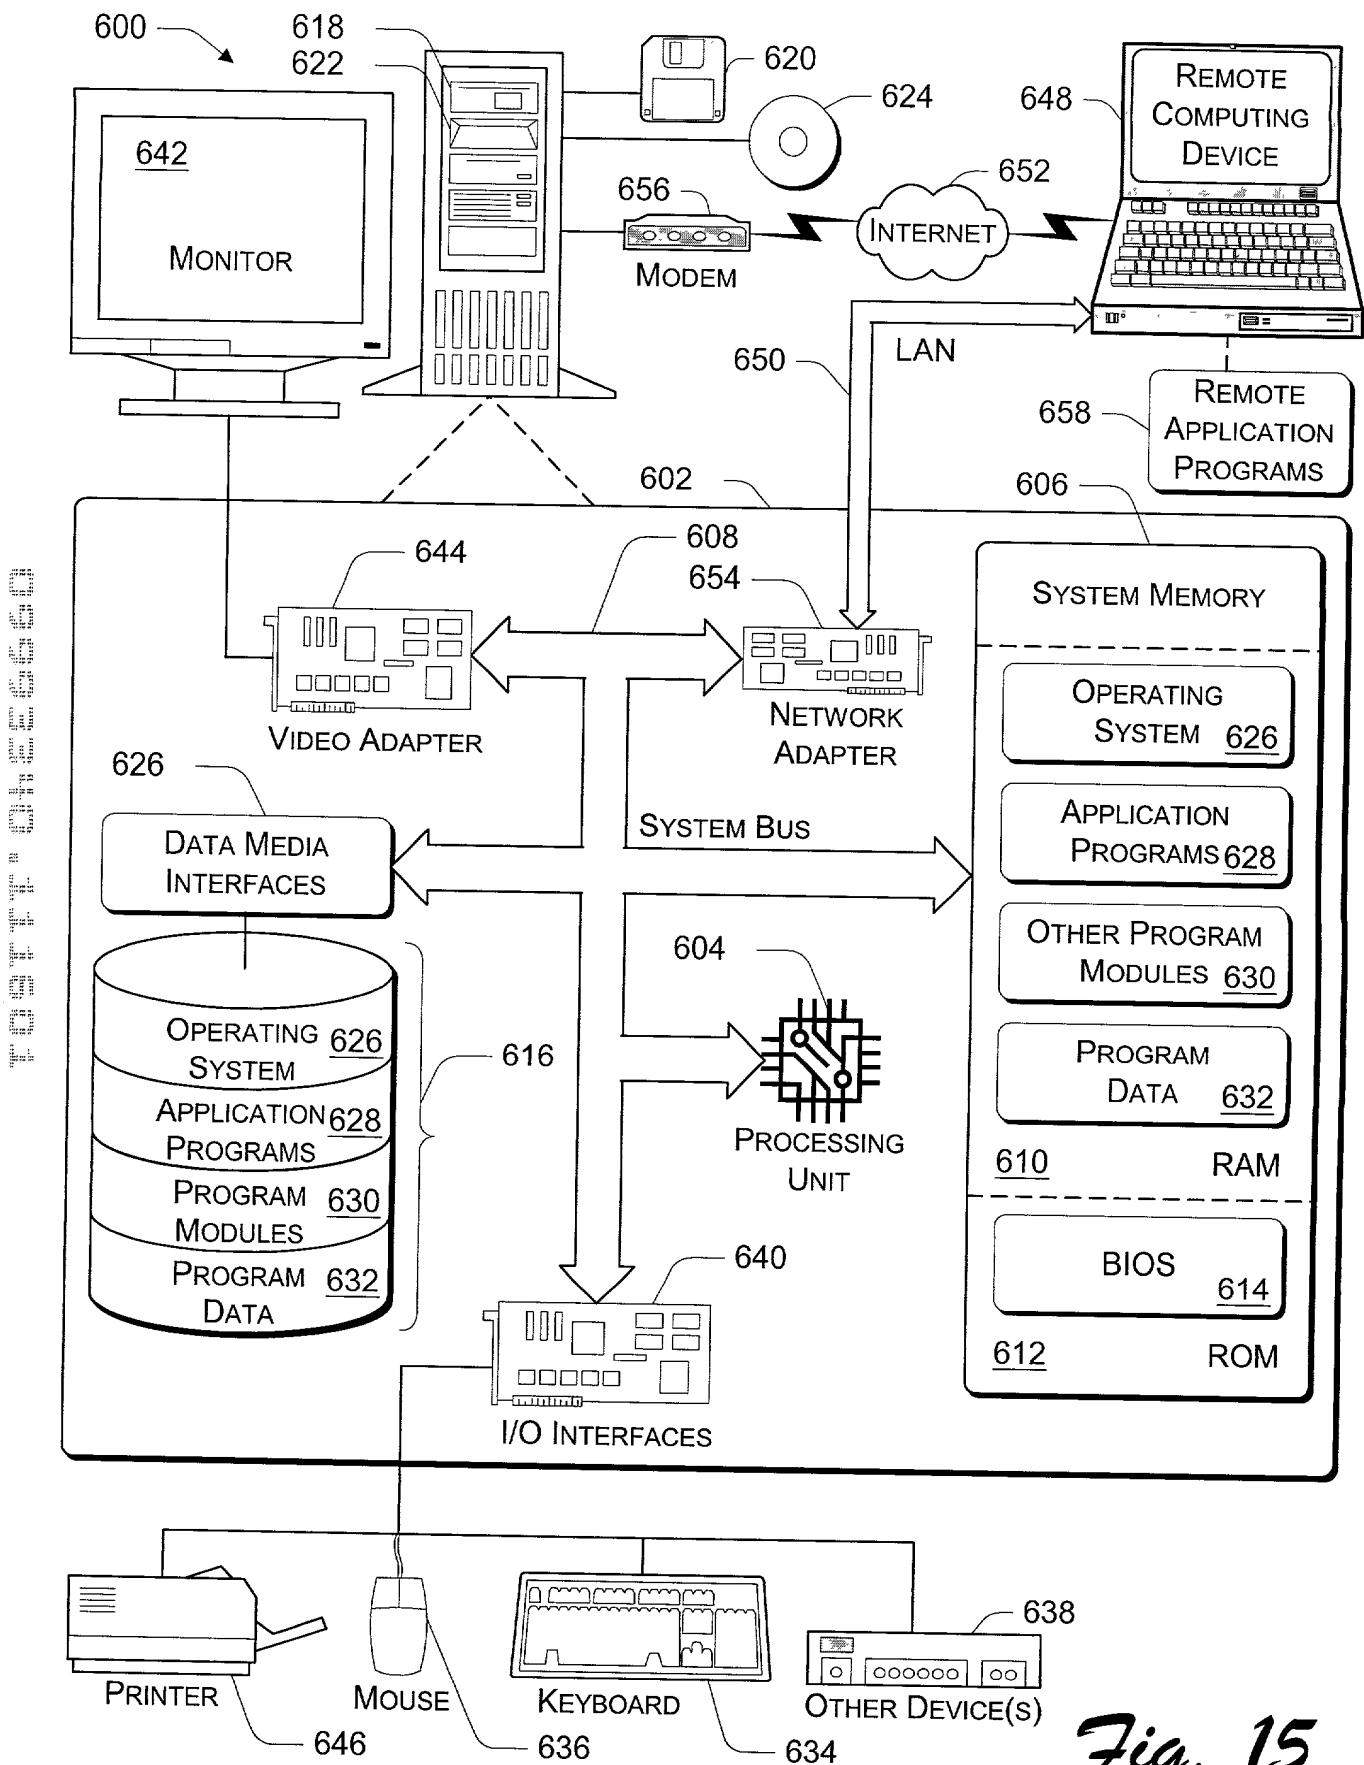 600
618
622
620
624
648
REMOTE
COMPUTING
DEVICE
642
MONITOR
656
MODEM
652
INTERNET
650
LAN
658
REMOTE
APPLICATION
PROGRAMS
602
606
644
608
654
VIDEO ADAPTER
NETWORK
ADAPTER
SYSTEM MEMORY
OPERATING
SYSTEM 626
APPLICATION
PROGRAMS 628
OTHER PROGRAM
MODULES 630
PROGRAM
DATA 632
610 RAM
BIOS
614
612 ROM
626
DATA MEDIA
INTERFACES
SYSTEM BUS
604
PROCESSING
UNIT
OPERATING
SYSTEM 626
APPLICATION
PROGRAMS 628
PROGRAM
MODULES 630
PROGRAM
DATA 632
616
640
I/O INTERFACES
PRINTER
646
MOUSE
636
KEYBOARD
634
638
OTHER DEVICE(S)
Fig. 15